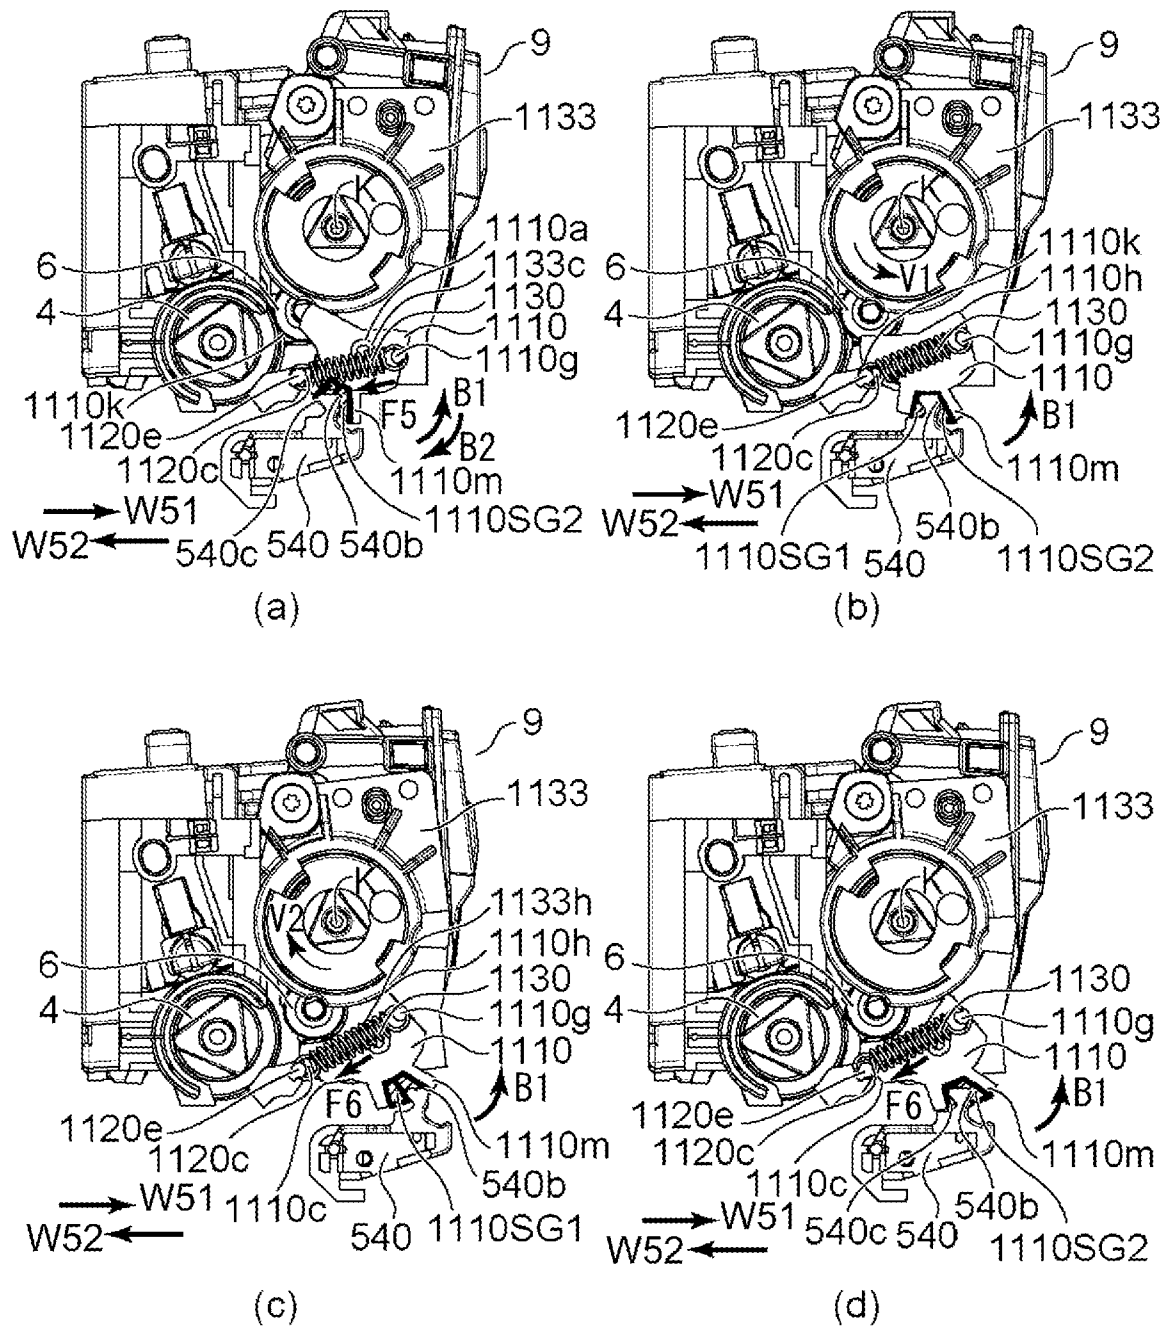 9
1133
K
1110a
1133c
1130
1110
1110g
6
4
1110k
1120e
1120c
F5
B1
B2
1110m
1110SG2
W51
W52
540c
540
540b
(a)
9
1133
K
V1
1110k
1110h
1130
1110g
1110
6
4
1120e
1120c
B1
1110m
W51
W52
540b
1110SG1
540
1110SG2
(b)
9
1133
K
V2
1133h
1110h
1130
1110g
1110
6
4
B1
F6
1120e
1120c
1110m
1110c
540b
W51
W52
540
1110SG1
(c)
9
1133
K
6
4
1130
1110g
1110
B1
F6
1120e
1120c
1110m
1110c
540b
W51
W52
540c
540
1110SG2
(d)